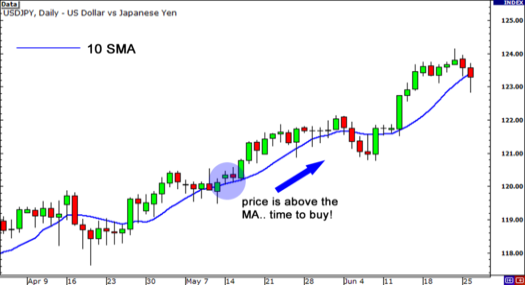 Data
INDEX
USDJPY, Daily - US Dollar vs Japanese Yen
10 SMA
125.00
124.00
123.00
122.00
121.00
120.00
119.00
118.00
price is above the
MA.. time to buy!
Apr 9 16 23 30 May 7 14 21 28 Jun 4 11 18 25